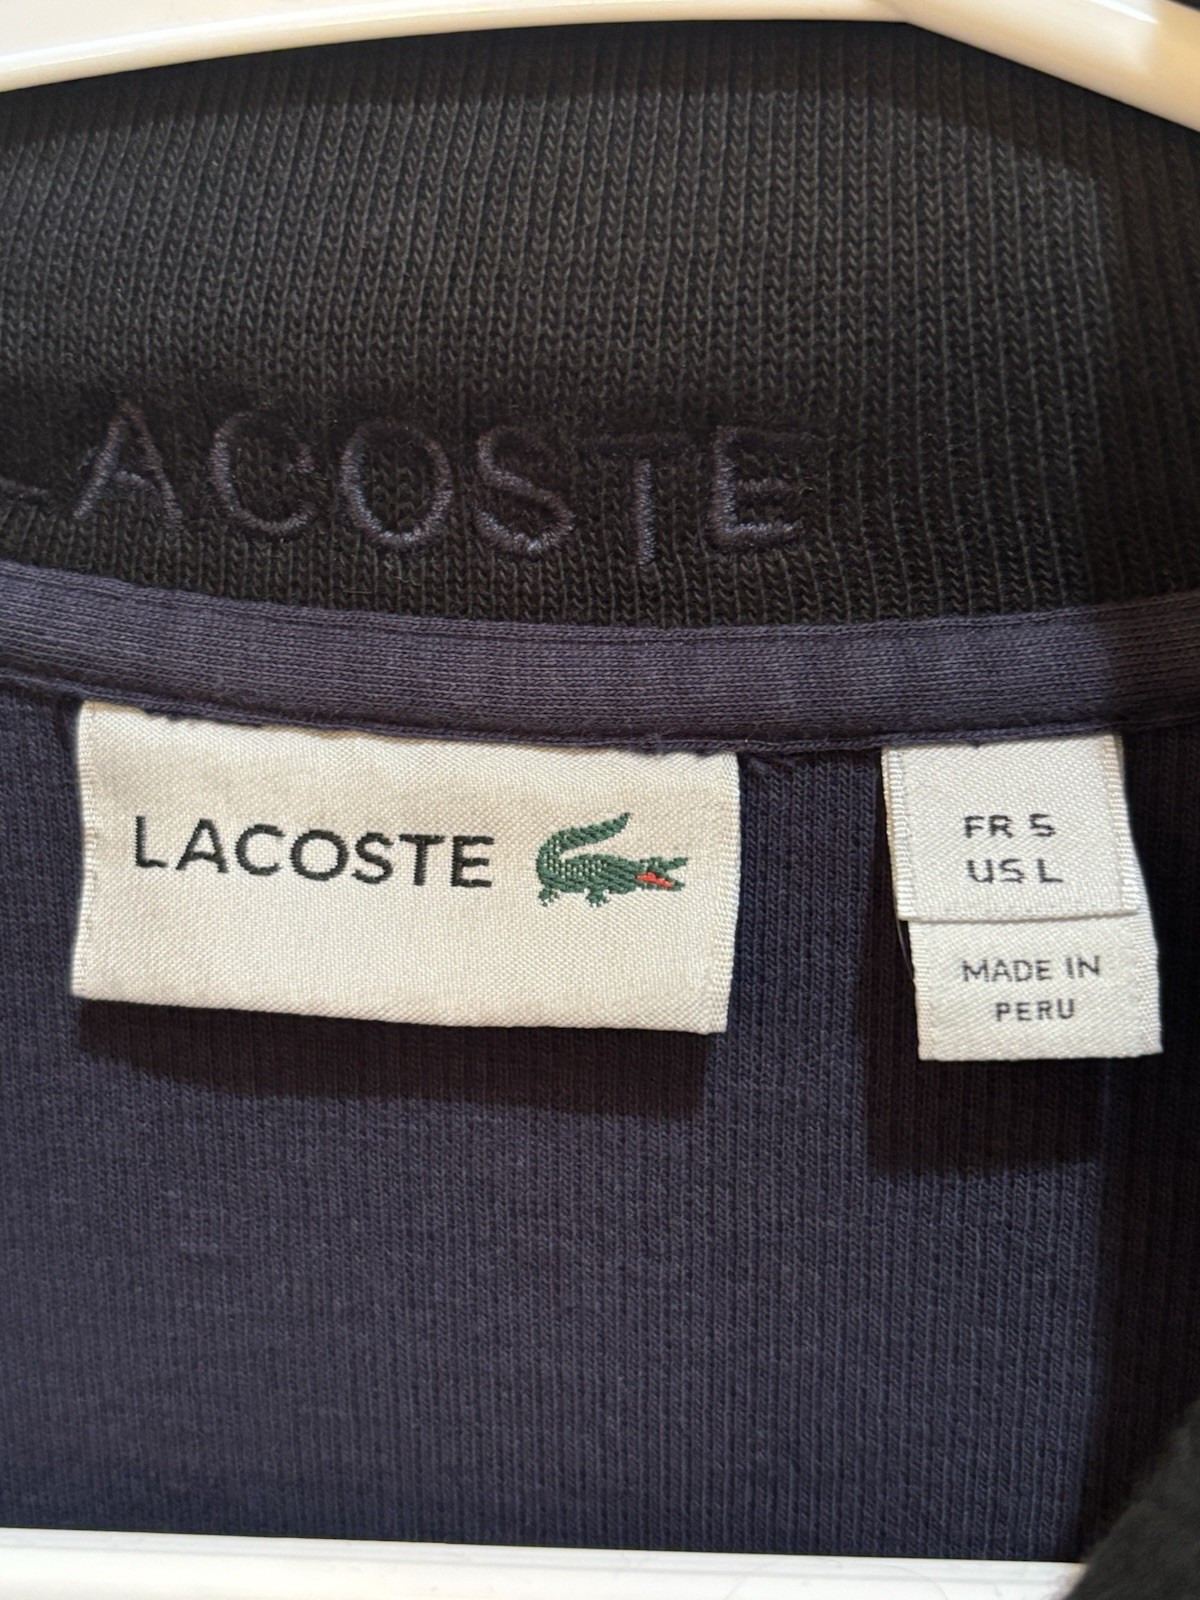 LACOSTE
LACOSTE
FR 5
US L
MADE IN
PERU